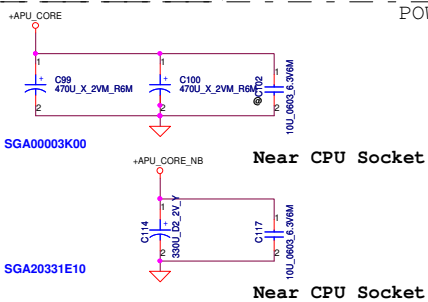 POW
+APU_CORE
1
1
1
C99
470U_X_2VM_R6M
C100
470U_X_2VM_R6M
@C102
10U_0603_6.3V6M
2
2
2
SGA00003K00
Near CPU Socket
+APU_CORE_NB
1
1
C114
330U_D2_2V_Y
C117
10U_0603_6.3V6M
2
2
SGA20331E10
Near CPU Socket